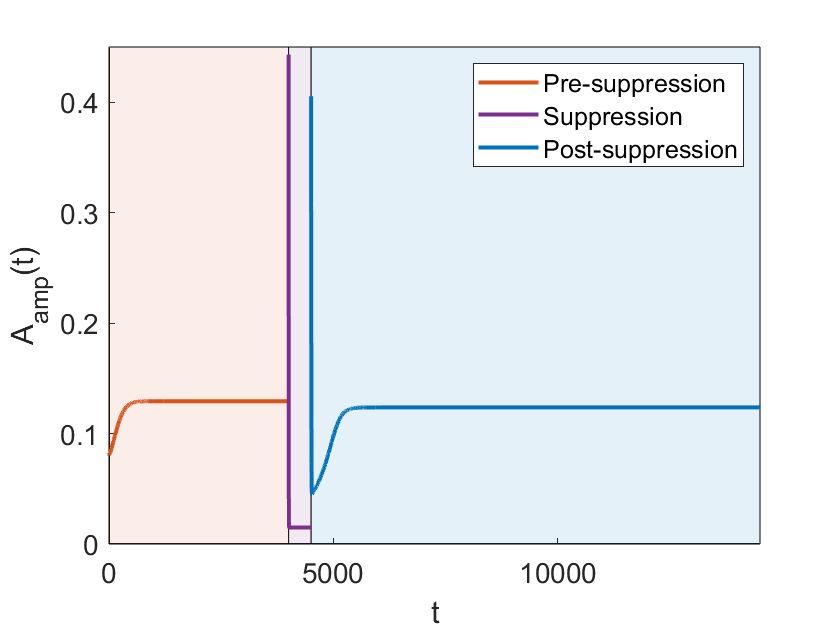 Pre-suppression
Suppression
Post-suppression
0.4
0.3
0.2
0.1
0
A_amp(t)
0 5000 10000
t